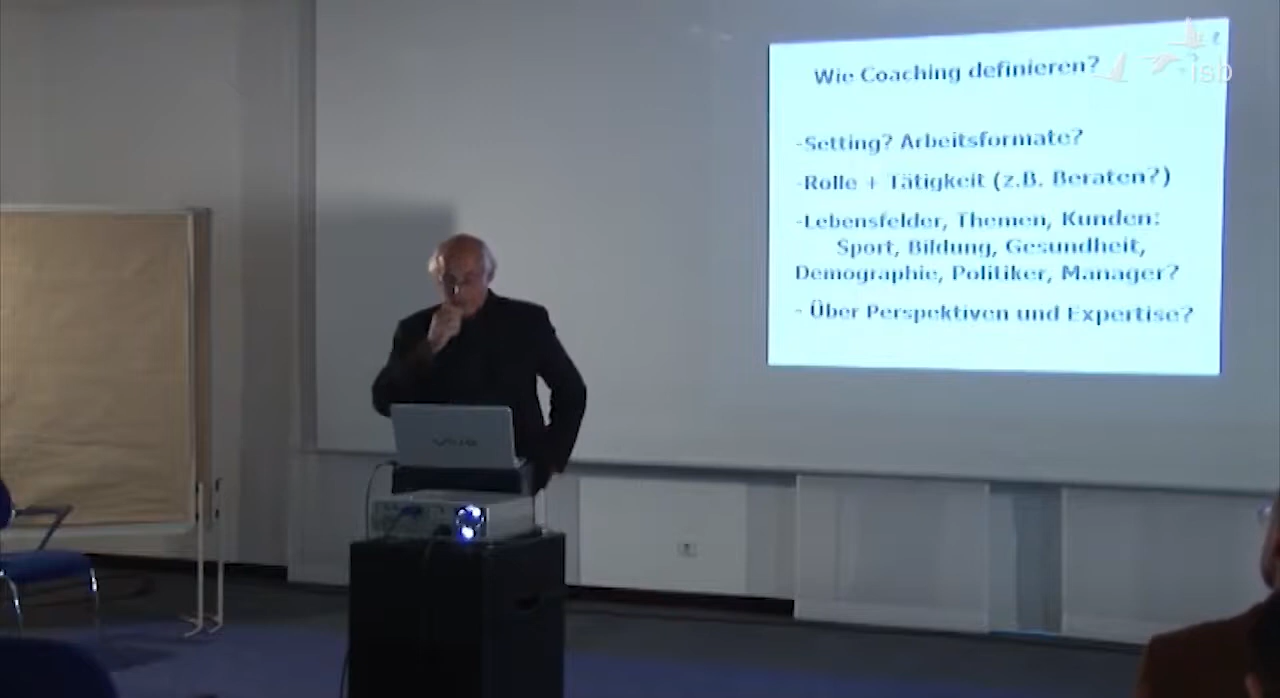 Wie Coaching definieren?
isb
-Setting? Arbeitsformate?
-Rolle + Tätigkeit (z.B. Beraten?)
-Lebensfelder, Themen, Kunden:
Sport, Bildung, Gesundheit,
Demographie, Politiker, Manager?
- Über Perspektiven und Expertise?
VAIO